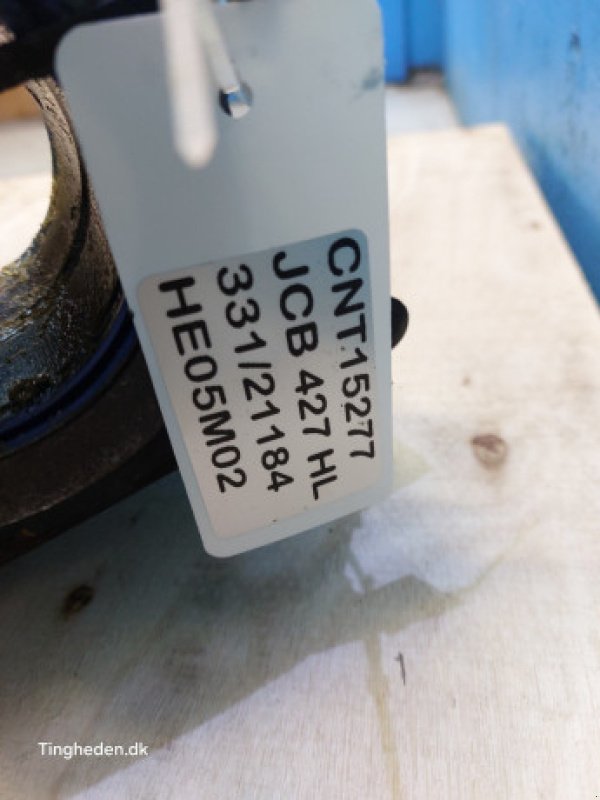 CNT15277
JCB 427 HL
331/21184
HE05M02
Tingheden.dk